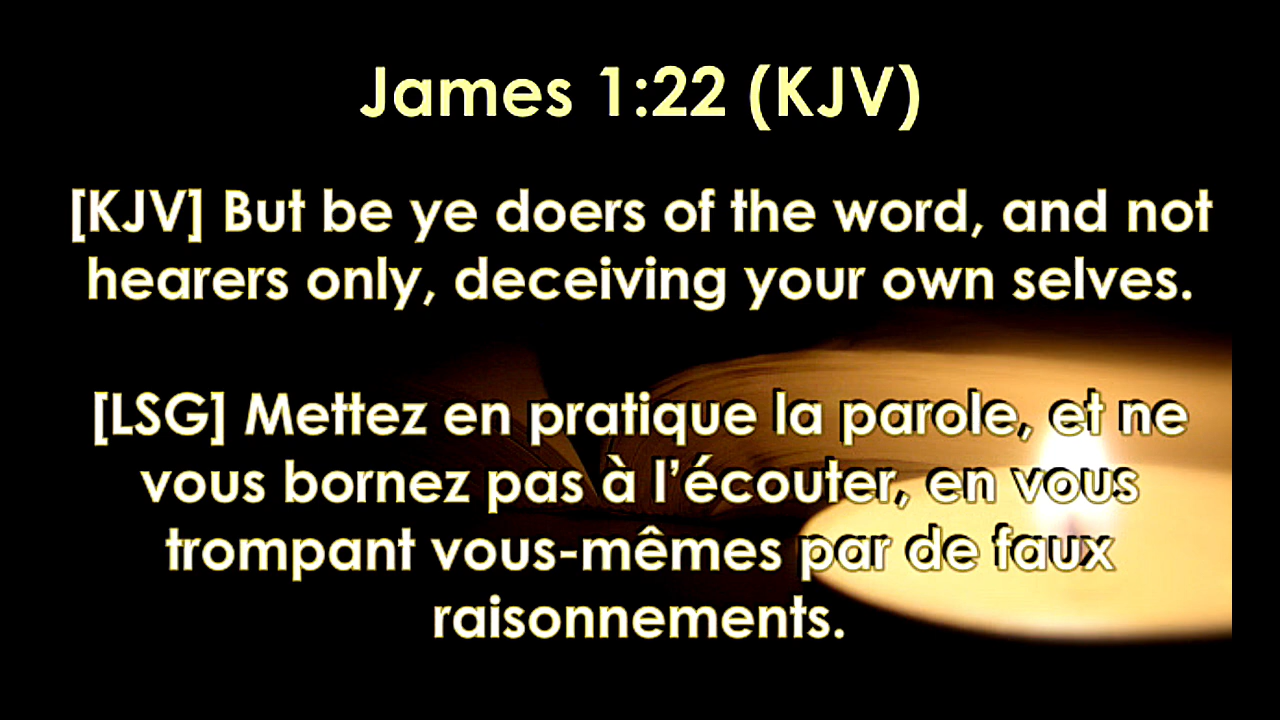 James 1:22 (KJV)
[KJV] But be ye doers of the word, and not
hearers only, deceiving your own selves.
[LSG] Mettez en pratique la parole, et ne
vous bornez pas à l’écouter, en vous
trompant vous-mêmes par de faux
raisonnements.